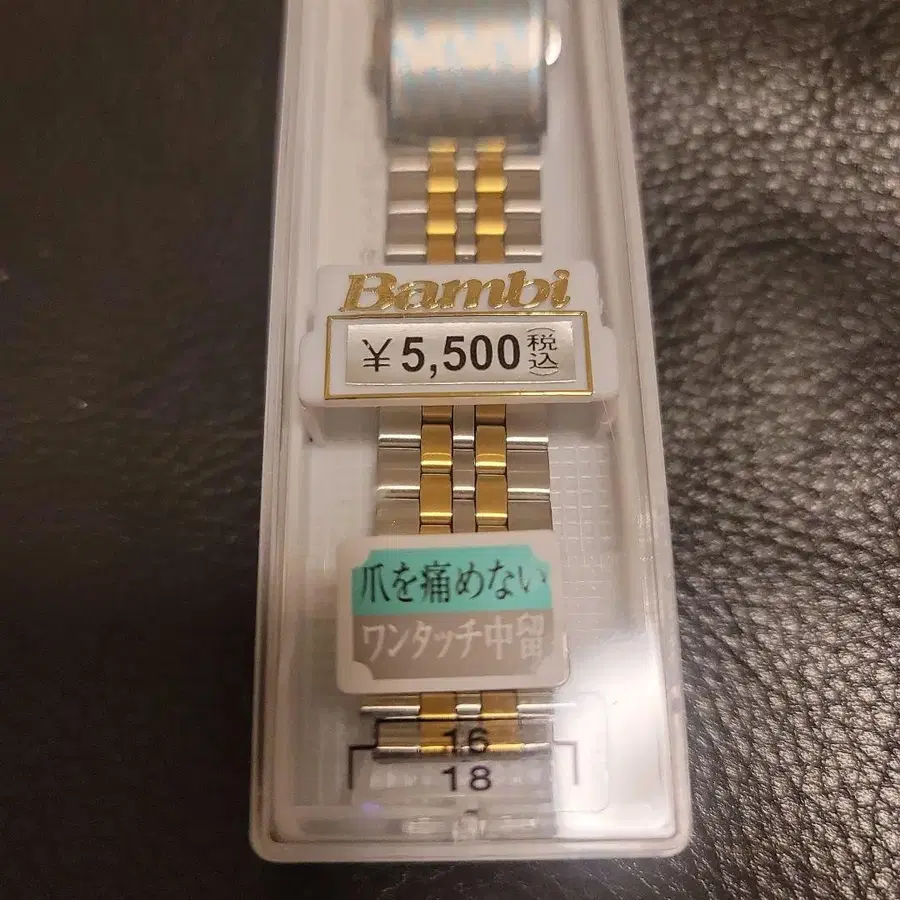 Bambi
¥5,500(税込)
爪を痛めない
ワンタッチ中留
16
18